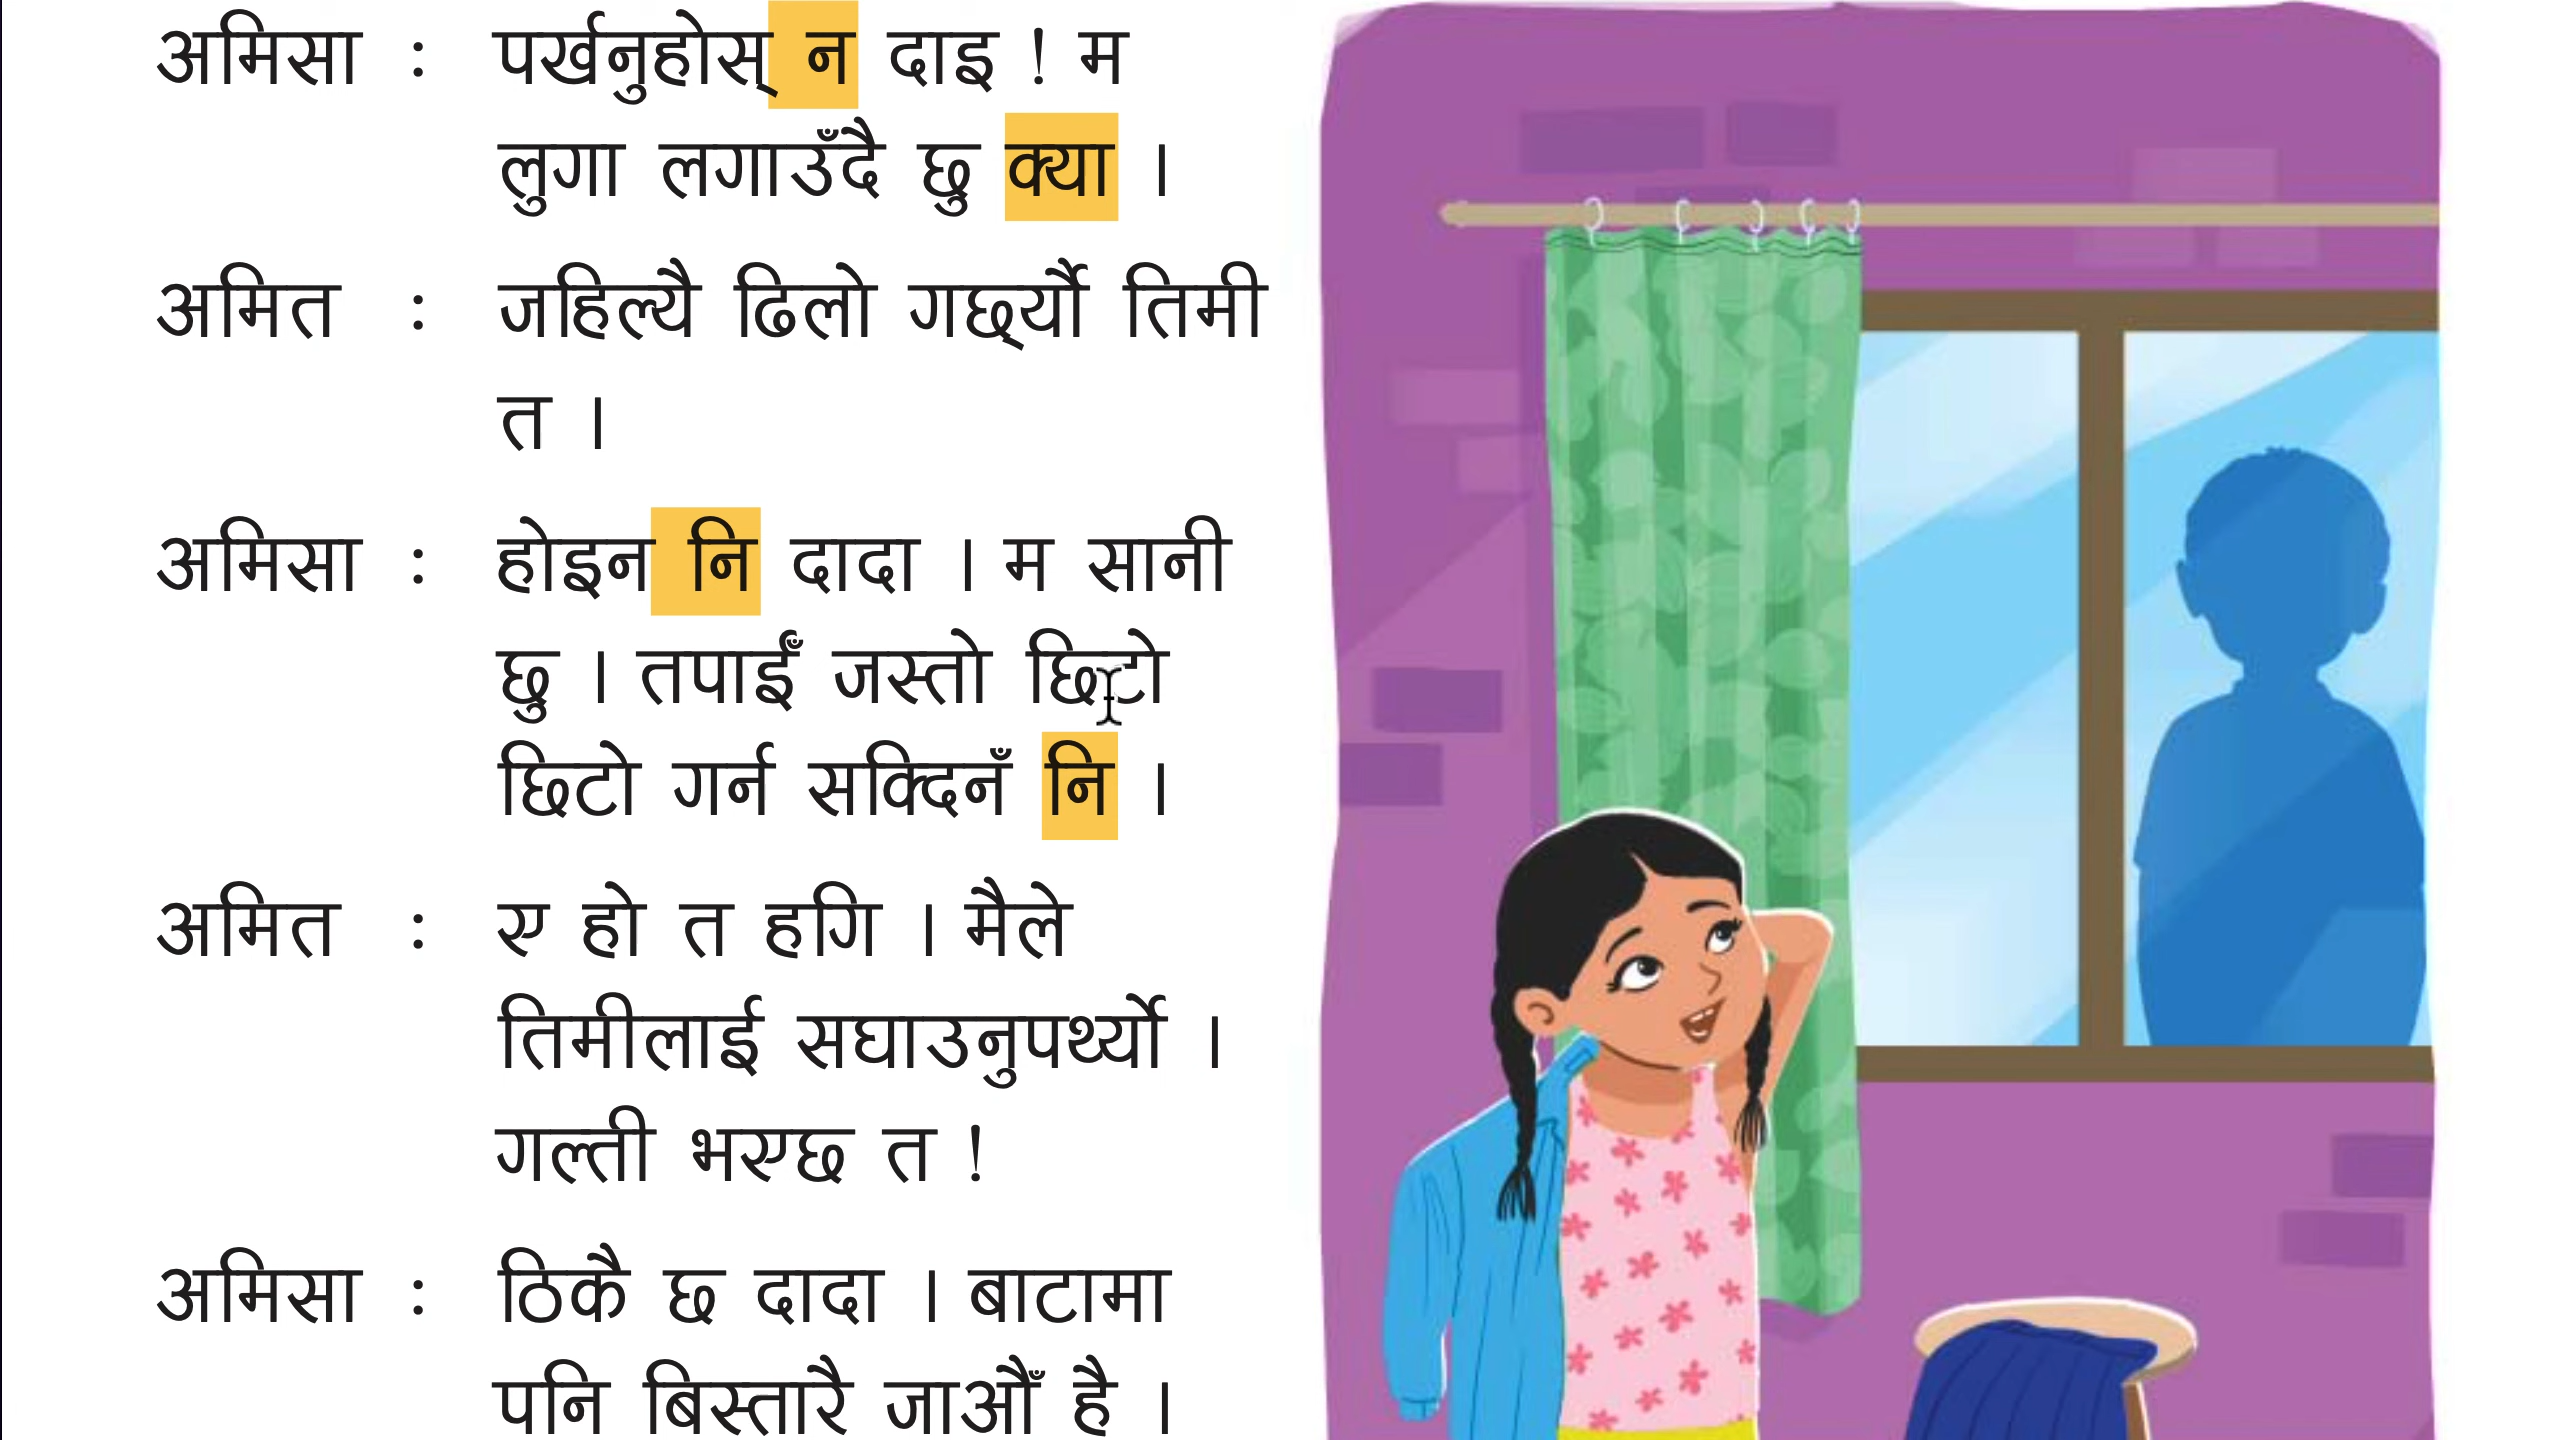 अमिसा : पर्खनुहोस् न दाइ ! म
लुगा लगाउँदै छु क्या ।
अमित : जहिल्यै ढिलो गर्छ्यौ तिमी
त ।
अमिसा : होइन नि दादा । म सानी
छु । तपाईँ जस्तो छिटो
छिटो गर्न सक्दिनँ नि ।
अमित : ए हो त हगि । मैले
तिमीलाई सघाउनुपर्थ्यो ।
गल्ती भएछ त !
अमिसा : ठिकै छ दादा । बाटामा
पनि बिस्तारै जाऔँ है ।